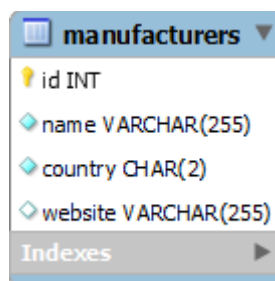 manufacturers
id INT
name VARCHAR(255)
country CHAR(2)
website VARCHAR(255)
Indexes